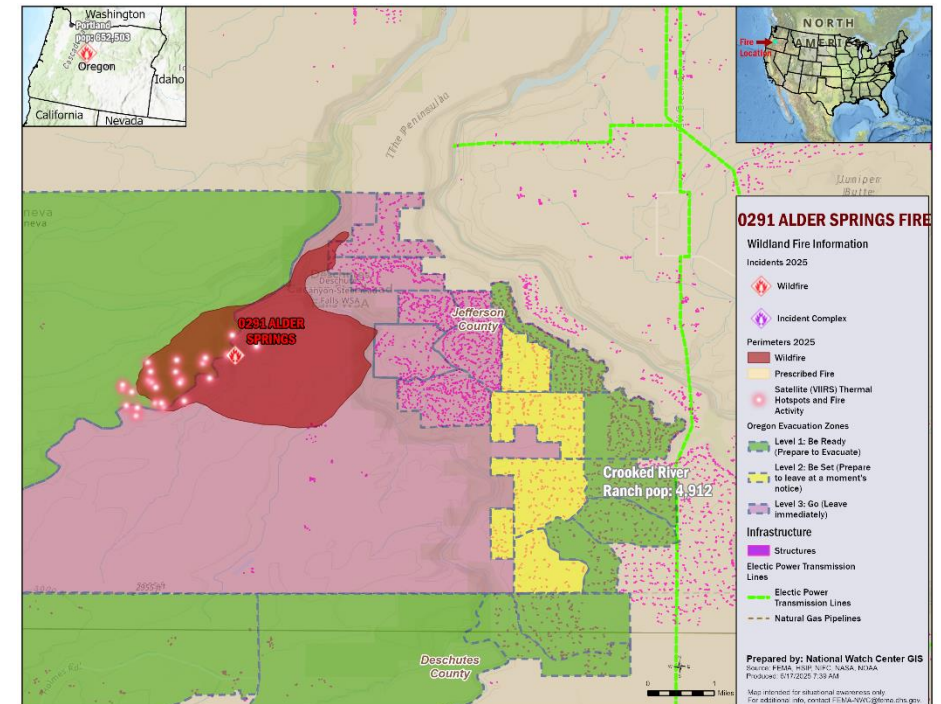 Washington
Portland
pop: 652,503
Oregon
Idaho
California
Nevada
NORTH
AMERIC
Fire
Location
The Peninsula
Juniper
Butte
neva
0291 ALDER
SPRINGS
Jefferson
County
Crooked River
Ranch pop: 4,912
Deschutes
County
0291 ALDER SPRINGS FIRE
Wildland Fire Information
Incidents 2025
Wildfire
Incident Complex
Perimeters 2025
Wildfire
Prescribed Fire
Satellite (VIIRS) Thermal
Hotspots and Fire
Activity
Oregon Evacuation Zones
Level 1: Be Ready
(Prepare to Evacuate)
Level 2: Be Set (Prepare
to leave at a moment's
notice)
Level 3: Go (Leave
immediately)
Infrastructure
Structures
Electic Power Transmission
Lines
Electic Power
Transmission Lines
Natural Gas Pipelines
Prepared by: National Watch Center GIS
Source: FEMA, HSIP, NIFC, NASA, NOAA
Produced: 6/17/2025 7:39 AM
Map intended for situational awareness only
For additional info, contact FEMA-NWC@fema.dhs.gov
0 1
Miles